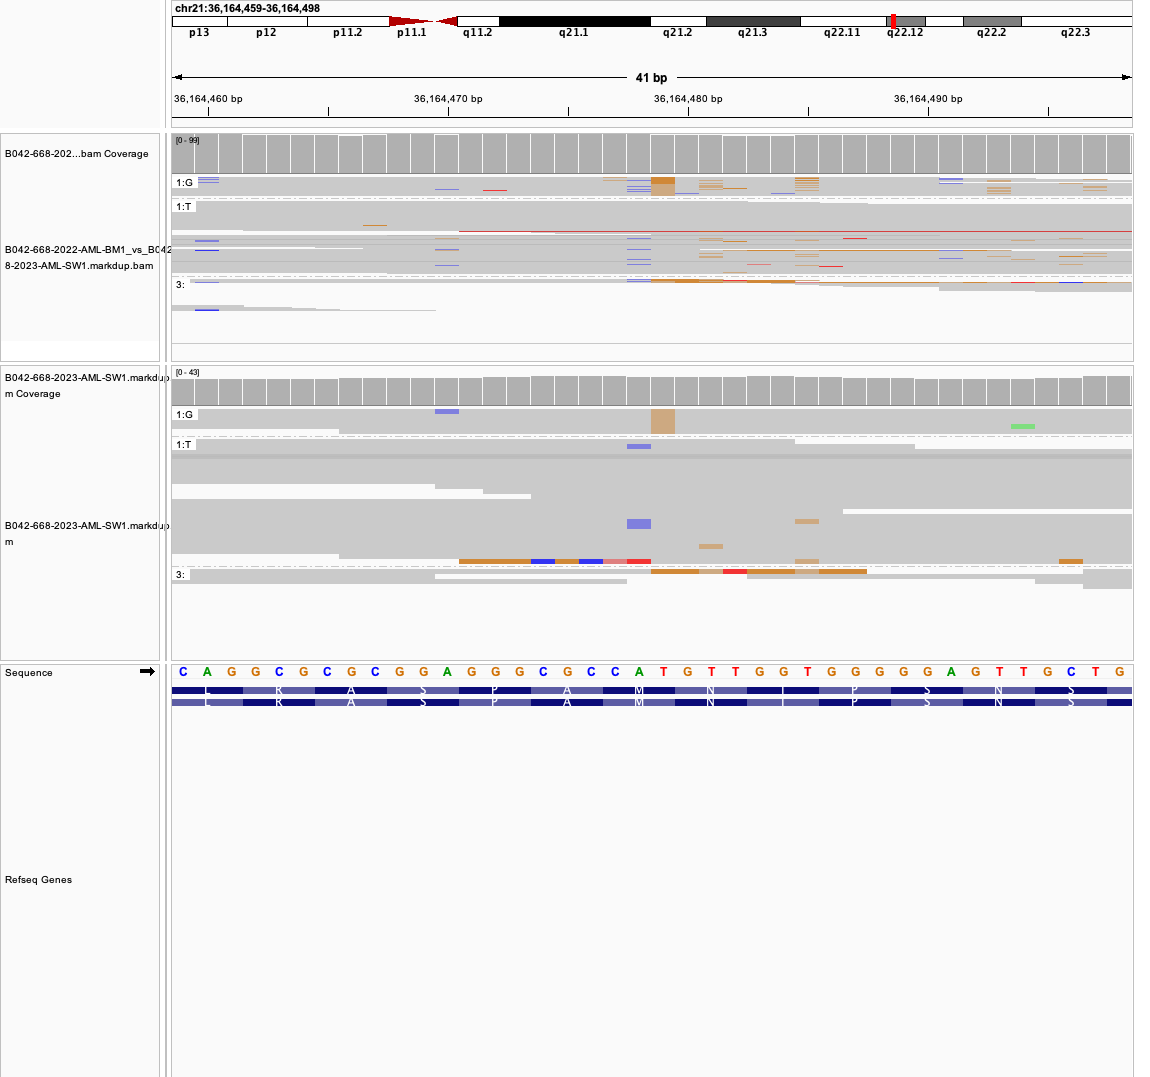 chr21:36,164,459-36,164,498
p13 p12 p11.2 p11.1 q11.2 q21.1 q21.2 q21.3 q22.11 q22.12 q22.2 q22.3
41 bp
36,164,460 bp 36,164,470 bp 36,164,480 bp 36,164,490 bp
[0 - 99]
B042-668-202...bam Coverage
1:G
1:T
B042-668-2022-AML-BM1_vs_B042
8-2023-AML-SW1.markdup.bam
3:
[0 - 43]
B042-668-2023-AML-SW1.markdup
m Coverage
1:G
1:T
B042-668-2023-AML-SW1.markdup
m
3:
Sequence C A G G C G C G C G G A G G G C G C C A T G T T G G T G G G G G A G T T G C T G
L R A S P A M N T P S N S
L R A S P A M N T P S N S
Refseq Genes